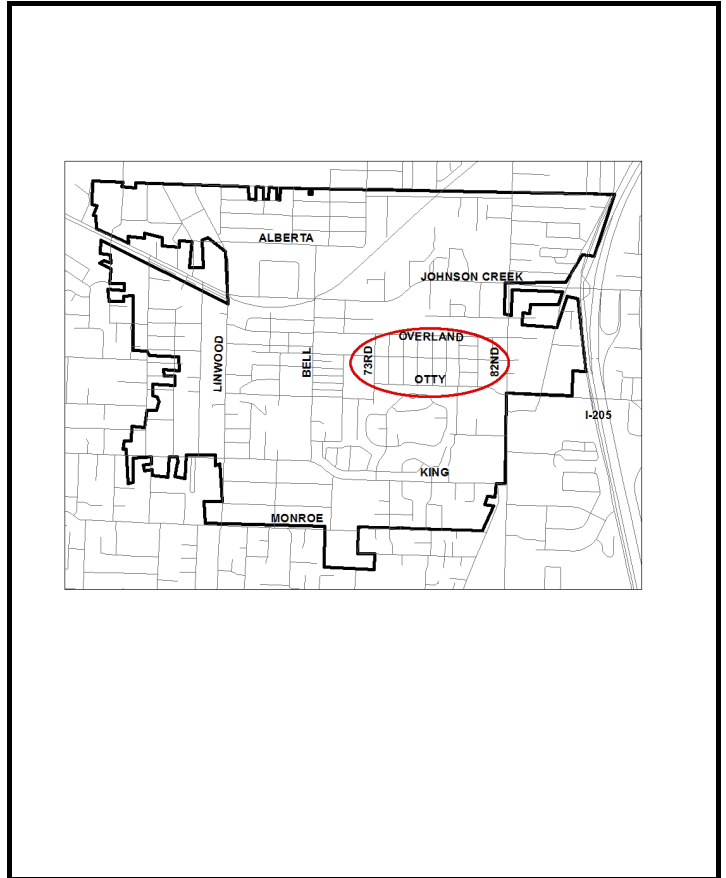 ALBERTA
JOHNSON CREEK
OVERLAND
LINWOOD
BELL
73RD
82ND
OTTY
I-205
KING
MONROE